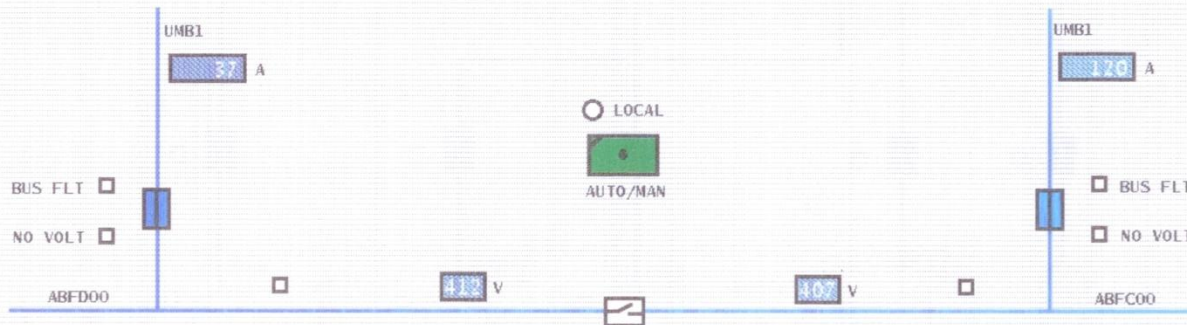 UMB1
UMB1
37 A
120 A
LOCAL
AUTO/MAN
BUS FLT
BUS FLT
NO VOLT
NO VOLT
412 V
407 V
ABFD00
ABFC00